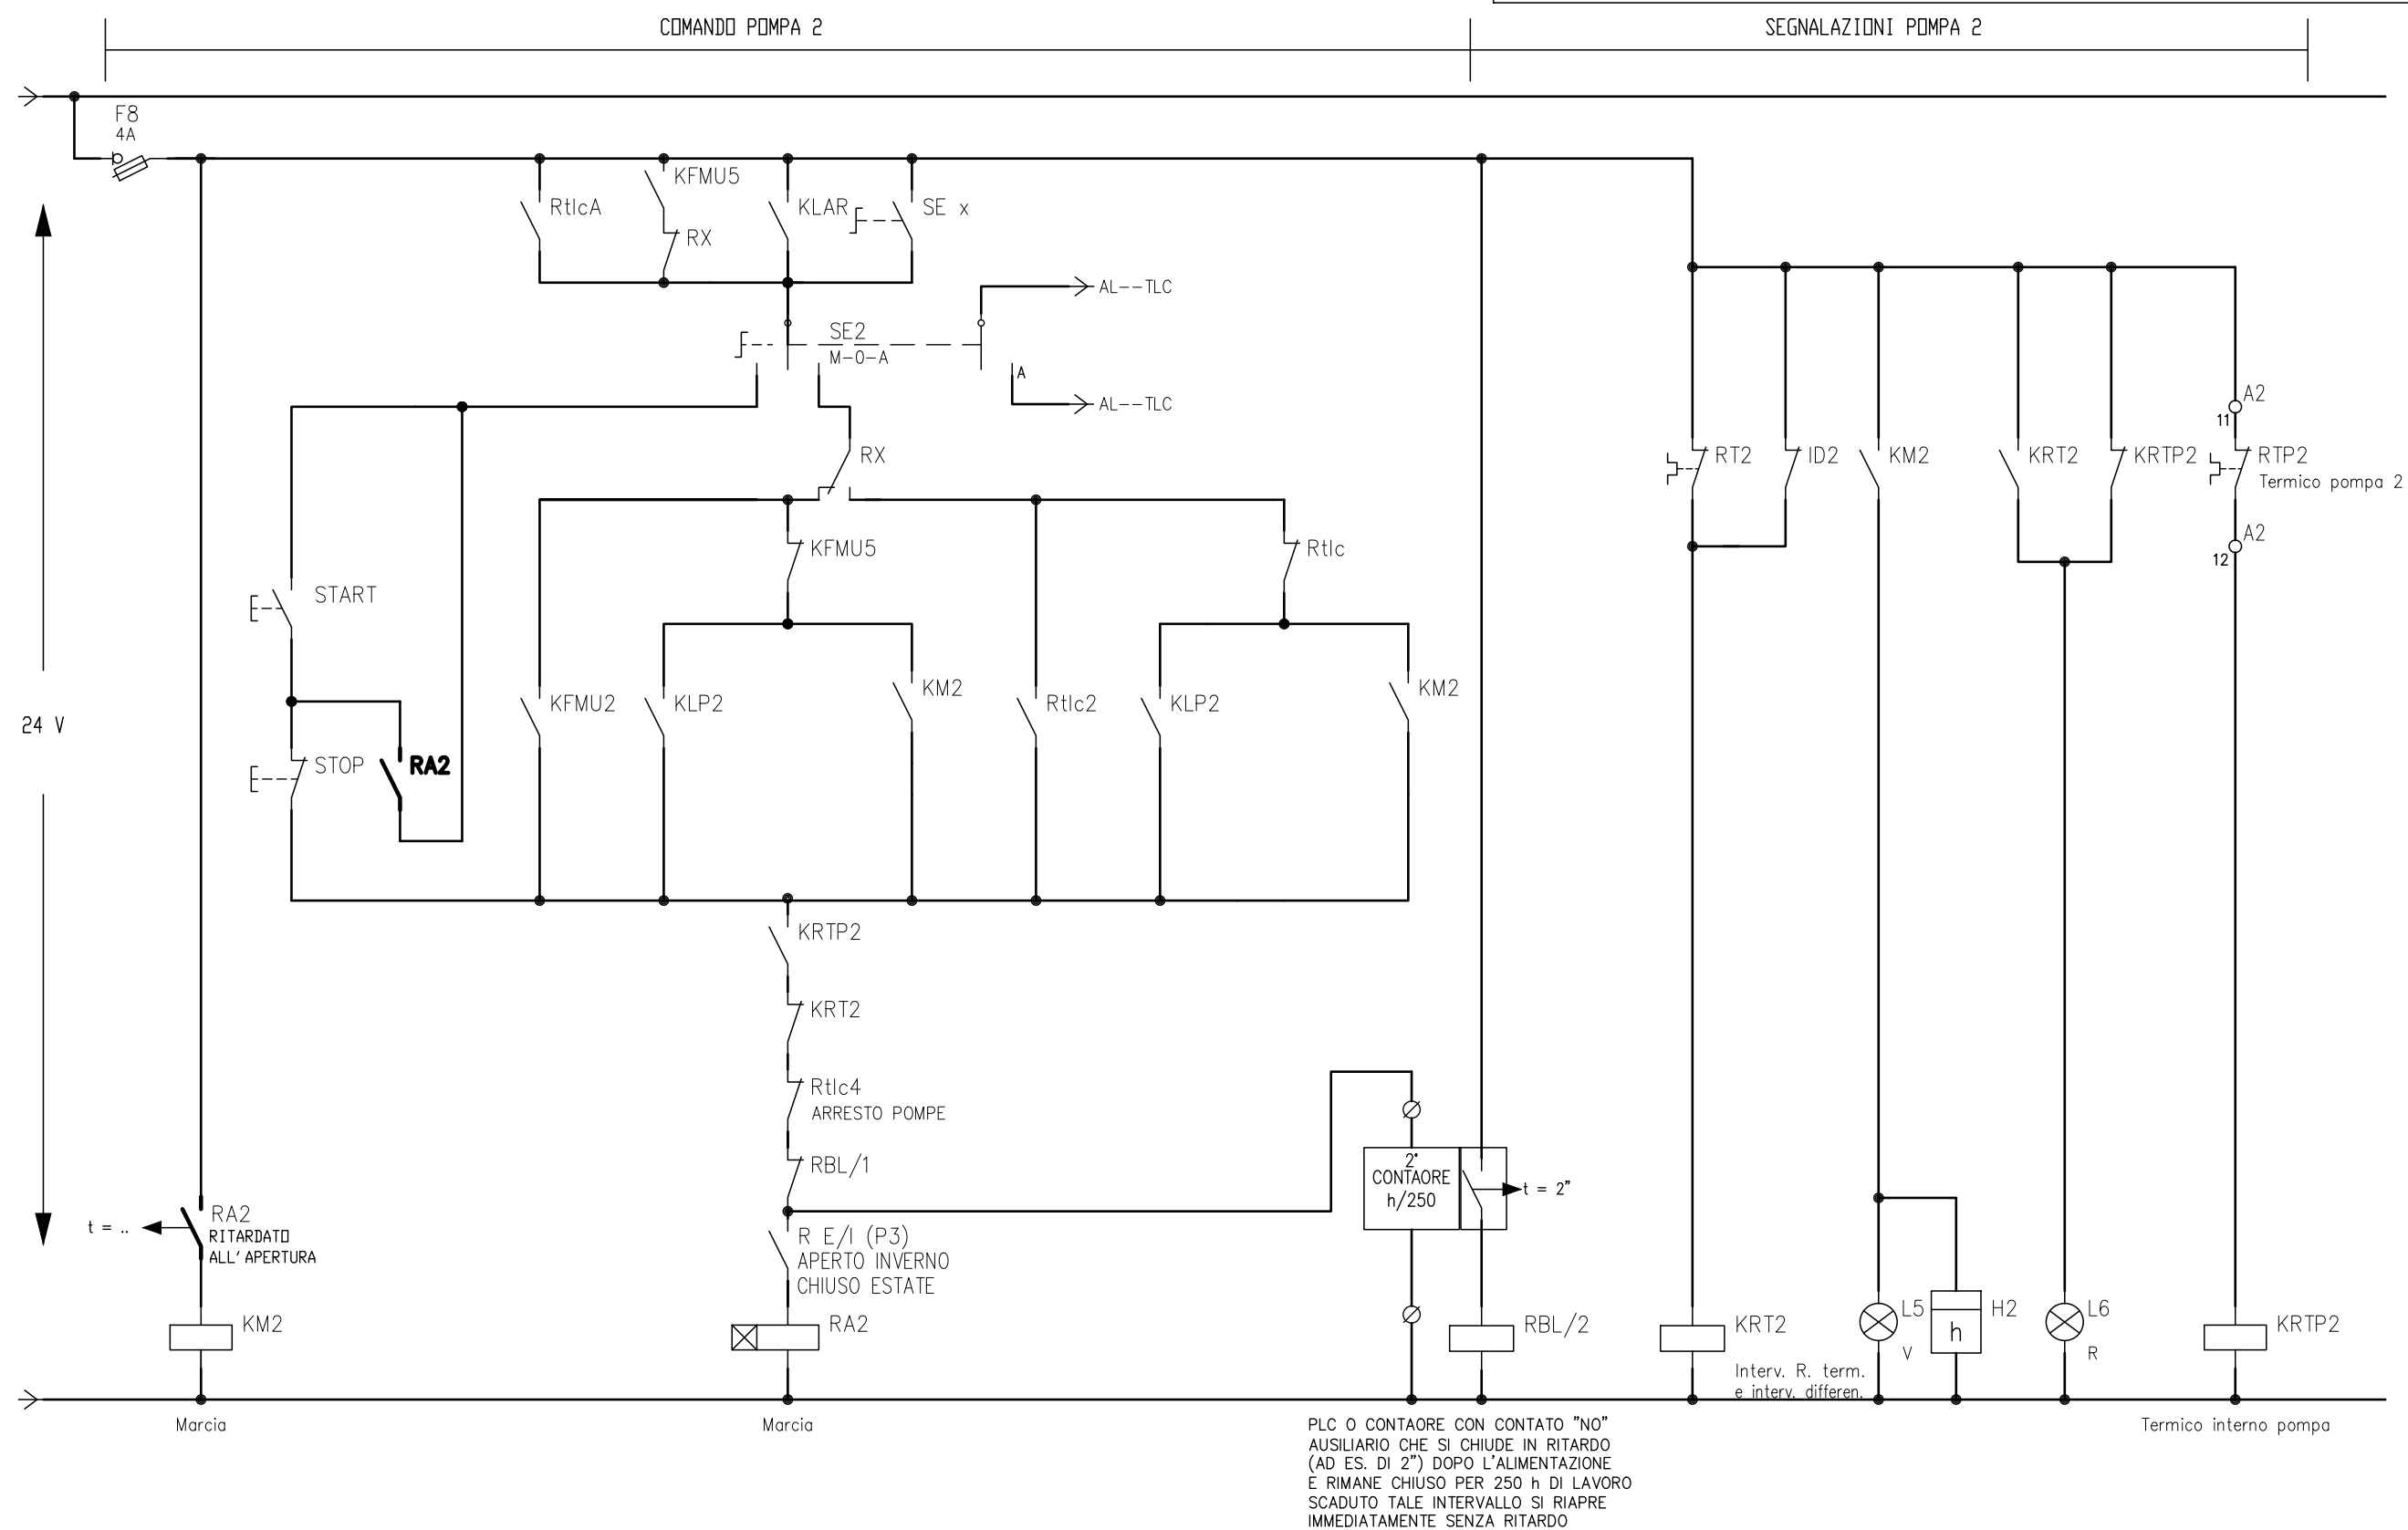 COMANDO POMPA 2
SEGNALAZIONI POMPA 2
F8
4A
KFMU5
RtlcA
KLAR
SE x
RX
AL--TLC
SE2
M-0-A
A
AL--TLC
A2
11
RX
RT2
ID2
KM2
KRT2
KRTP2
RTP2
Termico pompa 2
KFMU5
Rtlc
A2
12
START
KM2
KM2
KFMU2
KLP2
Rtlc2
KLP2
24 V
STOP
RA2
KRTP2
KRT2
Rtlc4
ARRESTO POMPE
RBL/1
2°
CONTAORE
h/250
t = 2"
RA2
t = ..
RITARDATO
ALL'APERTURA
R E/I (P3)
APERTO INVERNO
CHIUSO ESTATE
KM2
RA2
RBL/2
KRT2
L5
V
H2
h
L6
R
KRTP2
Interv. R. term.
e interv. differen.
Marcia
Marcia
Termico interno pompa
PLC O CONTAORE CON CONTATO "NO"
AUSILIARIO CHE SI CHIUDE IN RITARDO
(AD ES. DI 2") DOPO L'ALIMENTAZIONE
E RIMANE CHIUSO PER 250 h DI LAVORO
SCADUTO TALE INTERVALLO SI RIAPRE
IMMEDIATAMENTE SENZA RITARDO